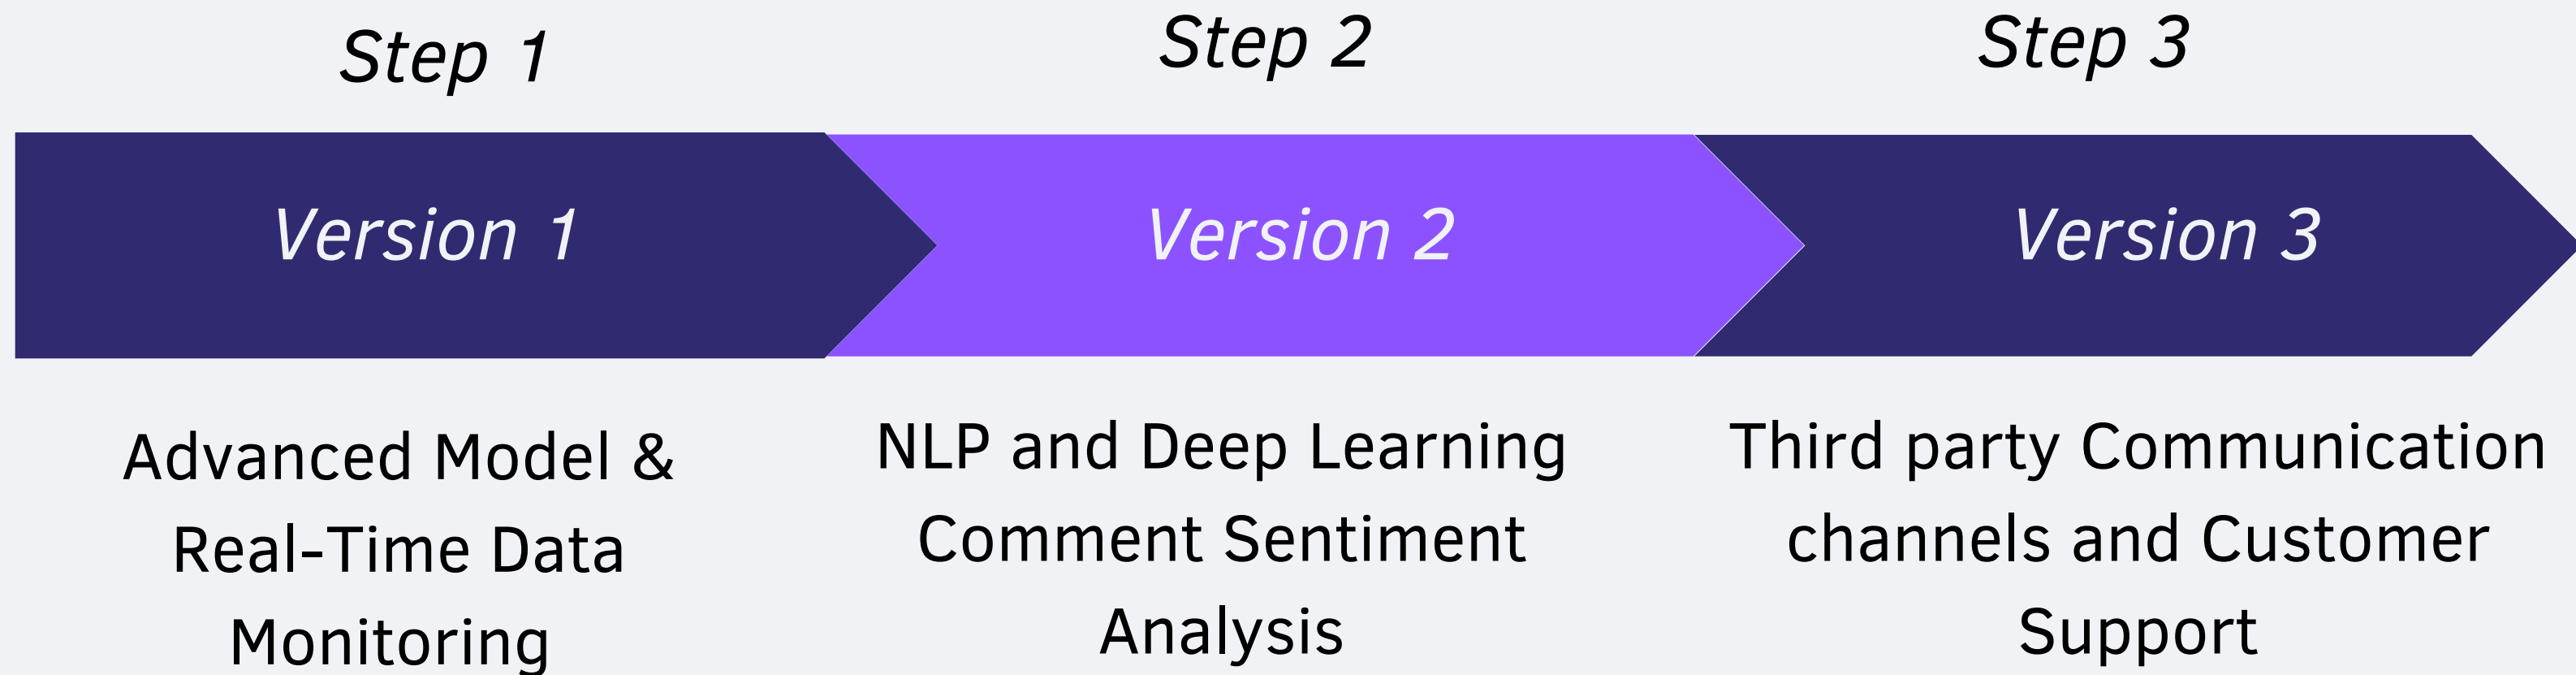 Step 1
Step 2
Step 3
Version 1
Version 2
Version 3
Advanced Model &
Real-Time Data
Monitoring
NLP and Deep Learning
Comment Sentiment
Analysis
Third party Communication
channels and Customer
Support